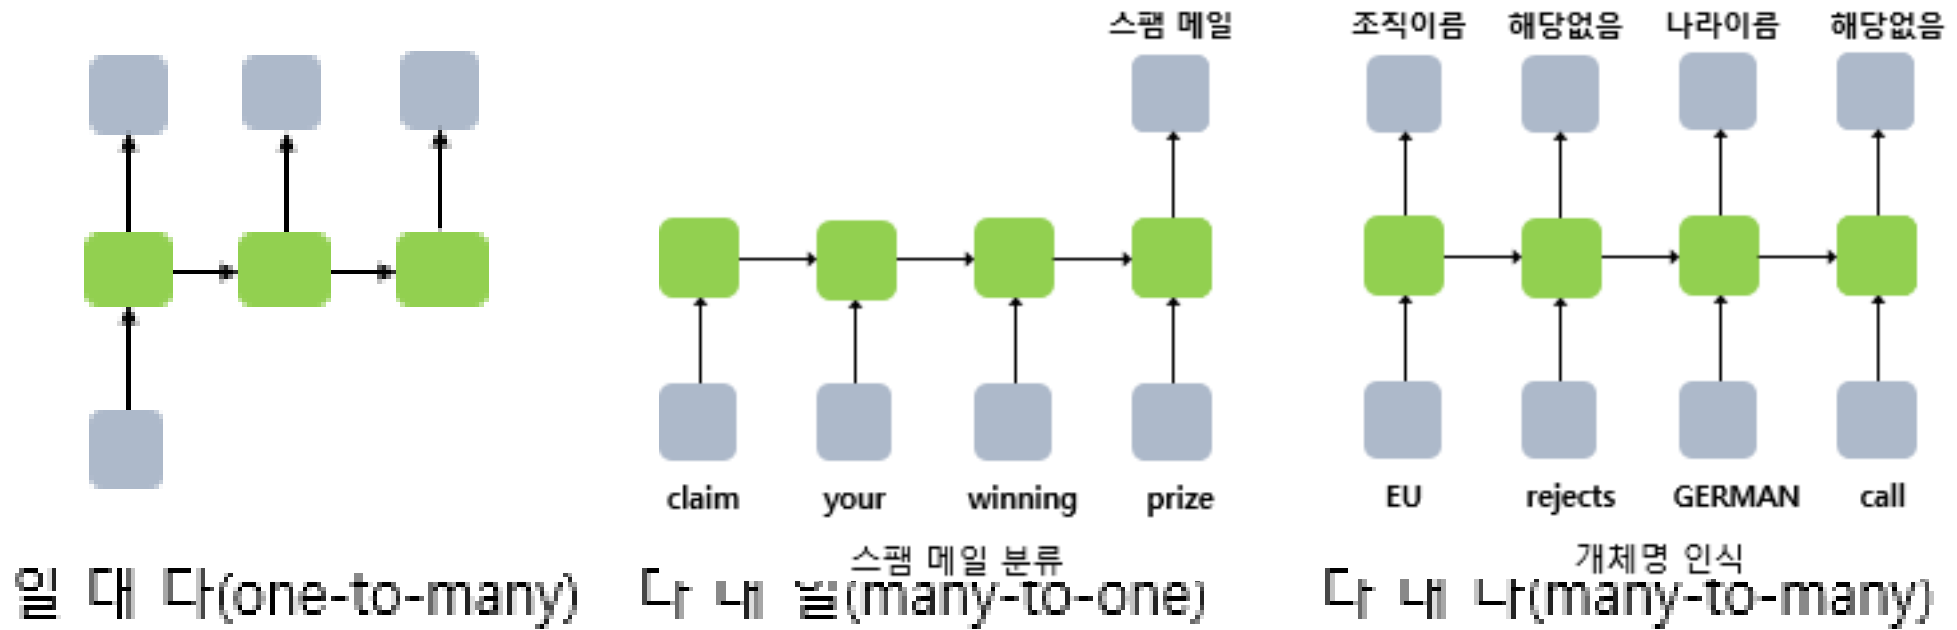 스팸 메일
조직이름 해당없음 나라이름 해당없음
claim your winning prize
EU rejects GERMAN call
스팸 메일 분류
개체명 인식
일 대 다(one-to-many)
다 대 일(many-to-one)
다 대 다(many-to-many)